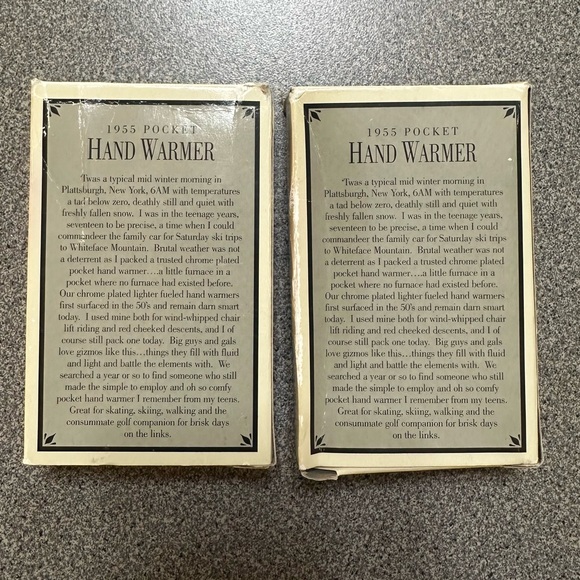 1955 POCKET
HAND WARMER
'Twas a typical mid winter morning in
Plattsburgh, New York, 6AM with temperatures
a tad below zero, deathly still and quiet with
freshly fallen snow. I was in the teenage years,
seventeen to be precise, a time when I could
commandeer the family car for Saturday ski trips
to Whiteface Mountain. Brutal weather was not
a deterrent as I packed a trusted chrome plated
pocket hand warmer....a little furnace in a
pocket where no furnace had existed before.
Our chrome plated lighter fueled hand warmers
first surfaced in the 50's and remain darn smart
today. I used mine both for wind-whipped chair
lift riding and red cheeked descents, and I of
course still pack one today. Big guys and gals
love gizmos like this...things they fill with fluid
and light and battle the elements with. We
searched a year or so to find someone who still
made the simple to employ and oh so comfy
pocket hand warmer I remember from my teens.
Great for skating, skiing, walking and the
consummate golf companion for brisk days
on the links.
1955 POCKET
HAND WARMER
'Twas a typical mid winter morning in
Plattsburgh, New York, 6AM with temperatures
a tad below zero, deathly still and quiet with
freshly fallen snow. I was in the teenage years,
seventeen to be precise, a time when I could
commandeer the family car for Saturday ski trips
to Whiteface Mountain. Brutal weather was not
a deterrent as I packed a trusted chrome plated
pocket hand warmer....a little furnace in a
pocket where no furnace had existed before.
Our chrome plated lighter fueled hand warmers
first surfaced in the 50's and remain darn smart
today. I used mine both for wind-whipped chair
lift riding and red cheeked descents, and I of
course still pack one today. Big guys and gals
love gizmos like this...things they fill with fluid
and light and battle the elements with. We
searched a year or so to find someone who still
made the simple to employ and oh so comfy
pocket hand warmer I remember from my teens.
Great for skating, skiing, walking and the
consummate golf companion for brisk days
on the links.